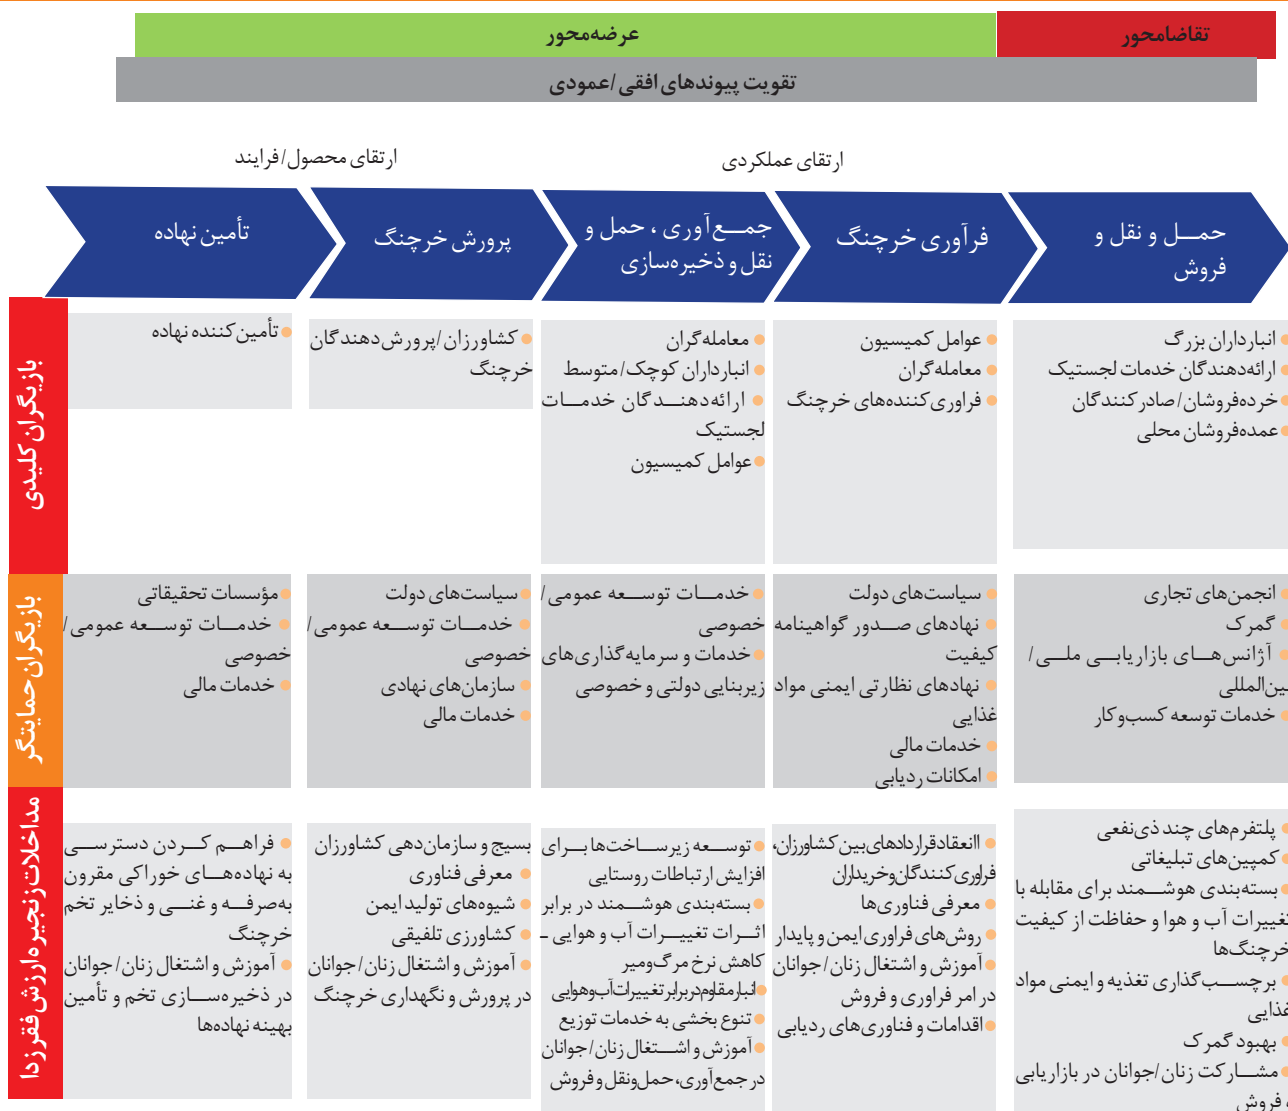 تقاضامحور
عرضه‌محور
تقویت پیوندهای افقی/عمودی
ارتقای محصول/فرایند
ارتقای عملکردی
تأمین نهاده
پرورش خرچنگ
جمع‌آوری ، حمل و
نقل و ذخیره‌سازی
فرآوری خرچنگ
حمل و نقل و
فروش
بازیگران کلیدی
تأمین‌کننده نهاده
کشاورزان/پرورش‌دهندگان
خرچنگ
معامله‌گران
انبارداران کوچک/متوسط
ارائه‌دهندگان خدمات
لجستیک
عوامل کمیسیون
عوامل کمیسیون
معامله‌گران
فراوری‌کننده‌های خرچنگ
انبارداران بزرگ
ارائه‌دهندگان خدمات لجستیک
خرده‌فروشان/صادرکنندگان
عمده‌فروشان محلی
بازیگران حمایتگر
مؤسسات تحقیقاتی
خدمات توسعه عمومی/
خصوصی
خدمات مالی
سیاست‌های دولت
خدمات توسعه عمومی/
خصوصی
سازمان‌های نهادی
خدمات مالی
خدمات توسعه عمومی/
خصوصی
خدمات و سرمایه‌گذاری‌های
زیربنایی دولتی و خصوصی
سیاست‌های دولت
نهادهای صدور گواهینامه
کیفیت
نهادهای نظارتی ایمنی مواد
غذایی
خدمات مالی
امکانات ردیابی
انجمن‌های تجاری
گمرک
آژانس‌های بازاریابی ملی/
بین‌المللی
خدمات توسعه کسب‌وکار
مداخلات زنجیره ارزش فقرزدا
فراهم کردن دسترسی
به نهاده‌های خوراکی مقرون
به‌صرفه و غنی و ذخایر تخم
خرچنگ
آموزش و اشتغال زنان/جوانان
در ذخیره‌سازی تخم و تأمین
بهینه نهاده‌ها
بسیج و سازمان‌دهی کشاورزان
معرفی فناوری
شیوه‌های تولید ایمن
کشاورزی تلفیقی
آموزش و اشتغال زنان/جوانان
در پرورش و نگهداری خرچنگ
توسعه زیرساخت‌ها برای
افزایش ارتباطات روستایی
بسته‌بندی هوشمند در برابر
اثرات تغییرات آب و هوایی ـ
کاهش نرخ مرگ‌ومیر
انبار مقاوم در برابر تغییرات آب‌وهوایی
تنوع بخشی به خدمات توزیع
آموزش و اشتغال زنان/جوانان
در جمع‌آوری، حمل‌ونقل و فروش
اانعقاد قراردادهای بین کشاورزان،
فراوری‌کنندگان و خریداران
معرفی فناوری‌ها
روش‌های فراوری ایمن و پایدار
آموزش و اشتغال زنان/جوانان
در امر فراوری و فروش
اقدامات و فناوری‌های ردیابی
پلتفرم‌های چند ذی‌نفعی
کمپین‌های تبلیغاتی
بسته‌بندی هوشمند برای مقابله با
تغییرات آب و هوا و حفاظت از کیفیت
خرچنگ‌ها
برچسب‌گذاری تغذیه و ایمنی مواد
غذایی
بهبود گمرک
مشارکت زنان/جوانان در بازاریابی
و فروش